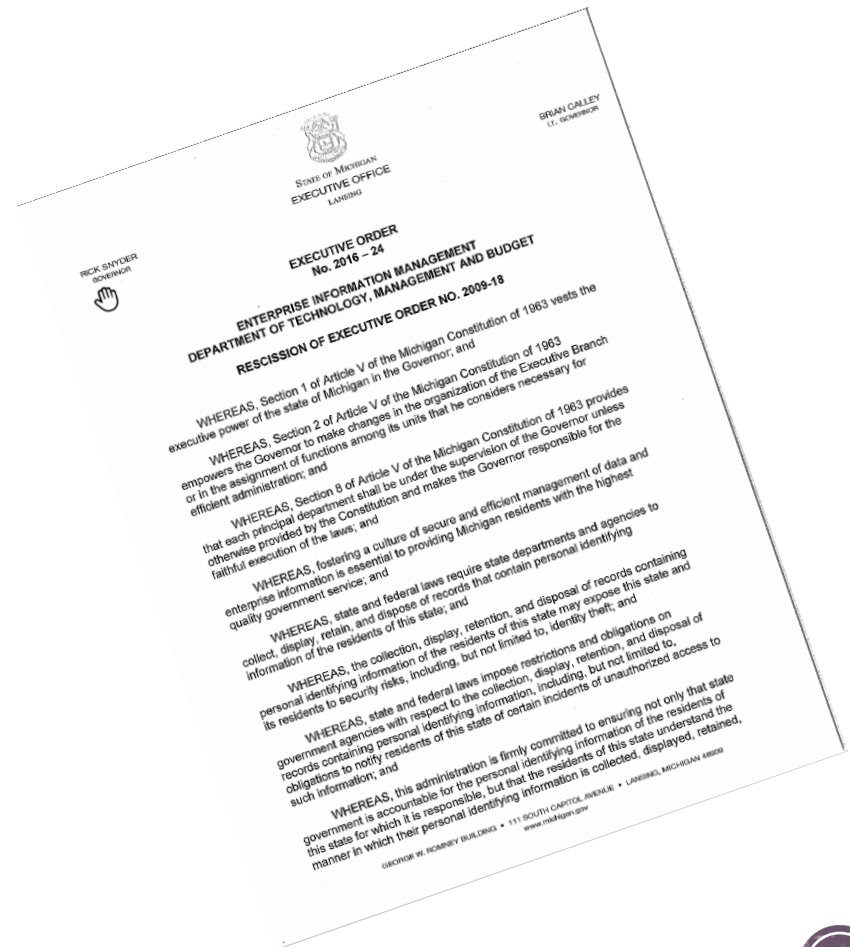 BRIAN CALLEY
LT. GOVERNOR
STATE OF MICHIGAN
EXECUTIVE OFFICE
LANSING
RICK SNYDER
GOVERNOR
EXECUTIVE ORDER
No. 2016 – 24
ENTERPRISE INFORMATION MANAGEMENT
DEPARTMENT OF TECHNOLOGY, MANAGEMENT AND BUDGET
RESCISSION OF EXECUTIVE ORDER NO. 2009-18
WHEREAS, Section 1 of Article V of the Michigan Constitution of 1963 vests the
executive power of the state of Michigan in the Governor; and
WHEREAS, Section 2 of Article V of the Michigan Constitution of 1963
empowers the Governor to make changes in the organization of the Executive Branch
or in the assignment of functions among its units that he considers necessary for
efficient administration; and
WHEREAS, Section 8 of Article V of the Michigan Constitution of 1963 provides
that each principal department shall be under the supervision of the Governor unless
otherwise provided by the Constitution and makes the Governor responsible for the
faithful execution of the laws; and
WHEREAS, fostering a culture of secure and efficient management of data and
enterprise information is essential to providing Michigan residents with the highest
quality government service; and
WHEREAS, state and federal laws require state departments and agencies to
collect, display, retain, and dispose of records that contain personal identifying
information of the residents of this state; and
WHEREAS, the collection, display, retention, and disposal of records containing
personal identifying information of the residents of this state may expose this state and
its residents to security risks, including, but not limited to, identity theft; and
WHEREAS, state and federal laws impose restrictions and obligations on
government agencies with respect to the collection, display, retention, and disposal of
records containing personal identifying information, including, but not limited to,
obligations to notify residents of this state of certain incidents of unauthorized access to
such information; and
WHEREAS, this administration is firmly committed to ensuring not only that state
government is accountable for the personal identifying information of the residents of
this state for which it is responsible, but that the residents of this state understand the
manner in which their personal identifying information is collected, displayed, retained,
GEORGE W. ROMNEY BUILDING • 111 SOUTH CAPITOL AVENUE • LANSING, MICHIGAN 48909
www.michigan.gov